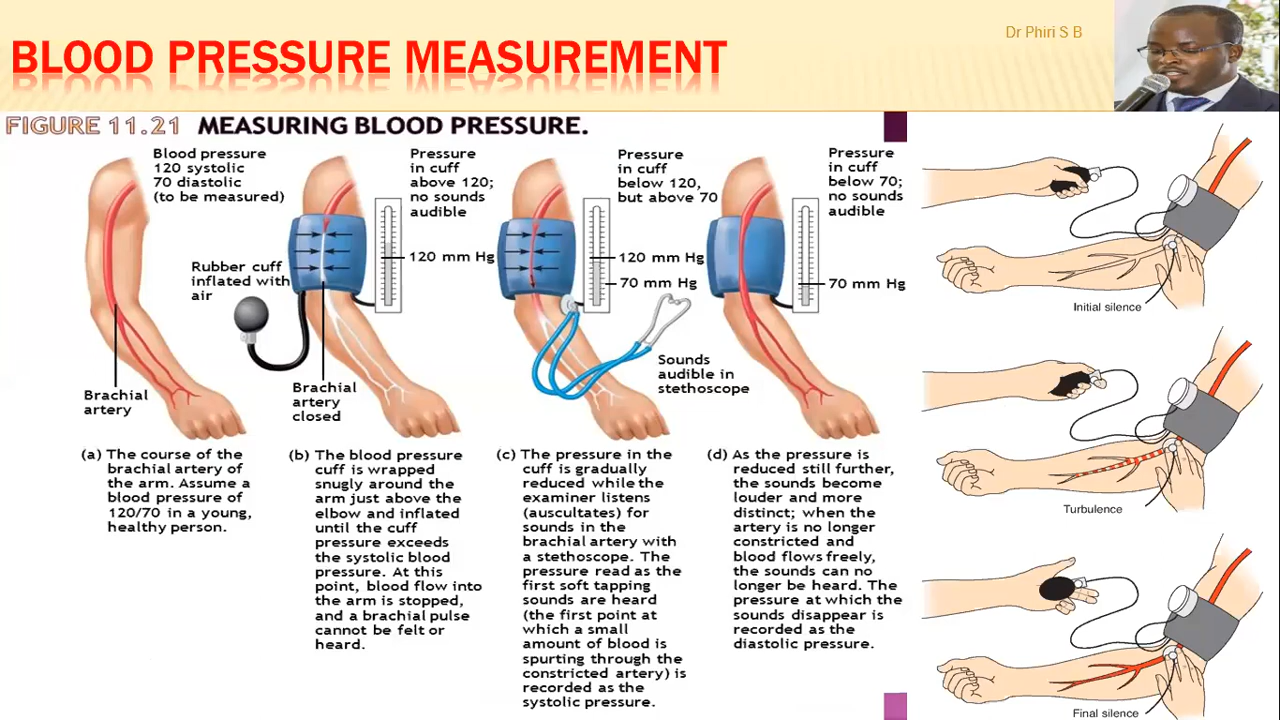 Dr Phiri S B
BLOOD PRESSURE MEASUREMENT
FIGURE 11.21 MEASURING BLOOD PRESSURE.
Blood pressure
120 systolic
70 diastolic
(to be measured)
Rubber cuff
inflated with
air
Brachial
artery
Pressure
in cuff
above 120;
no sounds
audible
120 mm Hg
Brachial
artery
closed
Pressure
in cuff
below 120,
but above 70
120 mm Hg
70 mm Hg
Sounds
audible in
stethoscope
Pressure
in cuff
below 70;
no sounds
audible
70 mm Hg
(a) The course of the
brachial artery of
the arm. Assume a
blood pressure of
120/70 in a young,
healthy person.
(b) The blood pressure
cuff is wrapped
snugly around the
arm just above the
elbow and inflated
until the cuff
pressure exceeds
the systolic blood
pressure. At this
point, blood flow into
the arm is stopped,
and a brachial pulse
cannot be felt or
heard.
(c) The pressure in the
cuff is gradually
reduced while the
examiner listens
(auscultates) for
sounds in the
brachial artery with
a stethoscope. The
pressure read as the
first soft tapping
sounds are heard
(the first point at
which a small
amount of blood is
spurting through the
constricted artery) is
recorded as the
systolic pressure.
(d) As the pressure is
reduced still further,
the sounds become
louder and more
distinct; when the
artery is no longer
constricted and
blood flows freely,
the sounds can no
longer be heard. The
pressure at which the
sounds disappear is
recorded as the
diastolic pressure.
Initial silence
Turbulence
Final silence